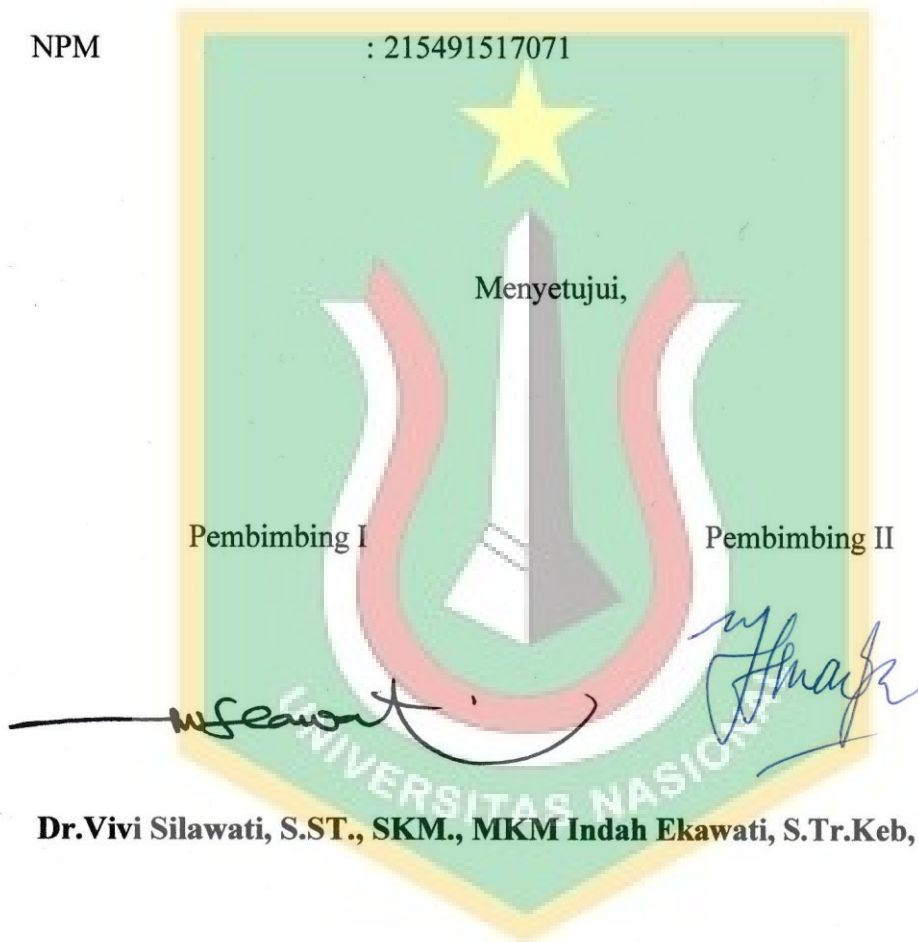 NPM : 215491517071
Menyetujui,
Pembimbing I Pembimbing II
UNIVERSITAS NASIONAL
Dr.Vivi Silawati, S.ST., SKM., MKM Indah Ekawati, S.Tr.Keb,